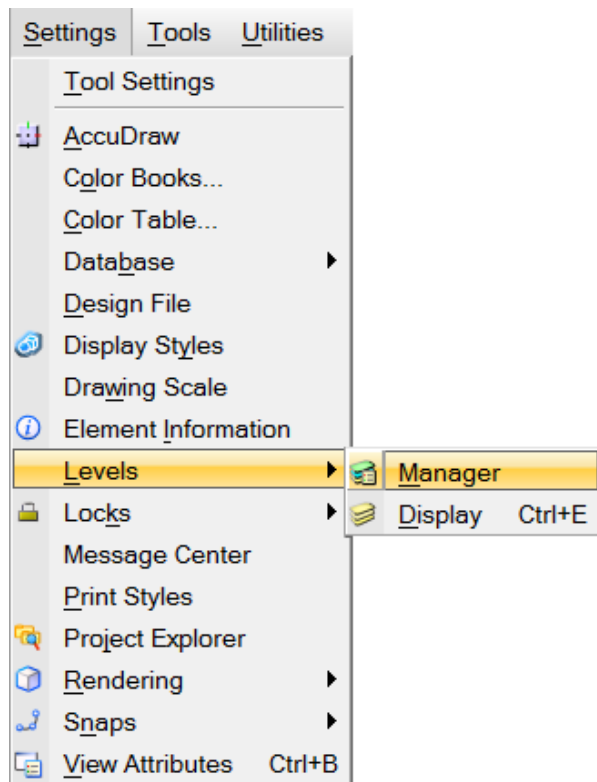 Settings Tools Utilities
Tool Settings
AccuDraw
Color Books...
Color Table...
Database
Design File
Display Styles
Drawing Scale
Element Information
Levels Manager
Locks Display Ctrl+E
Message Center
Print Styles
Project Explorer
Rendering
Snaps
View Attributes Ctrl+B